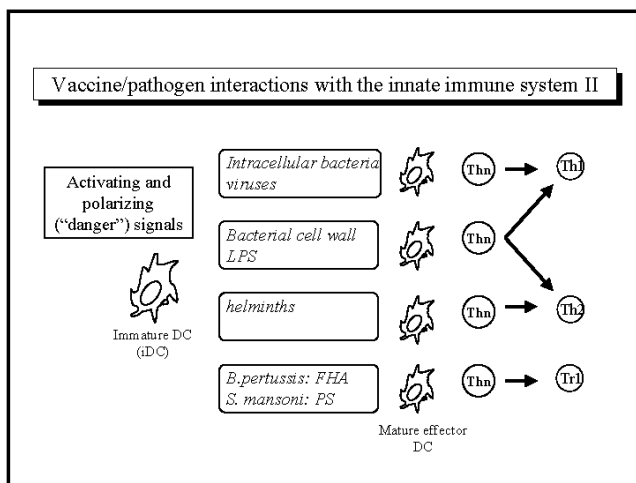 Vaccine/pathogen interactions with the innate immune system II
Activating and
polarizing
("danger") signals
Immature DC
(iDC)
Intracellular bacteria
viruses
Thn
Th1
Bacterial cell wall
LPS
Thn
helminths
Thn
Th2
B.pertussis: FHA
S. mansoni: PS
Thn
Tr1
Mature effector
DC